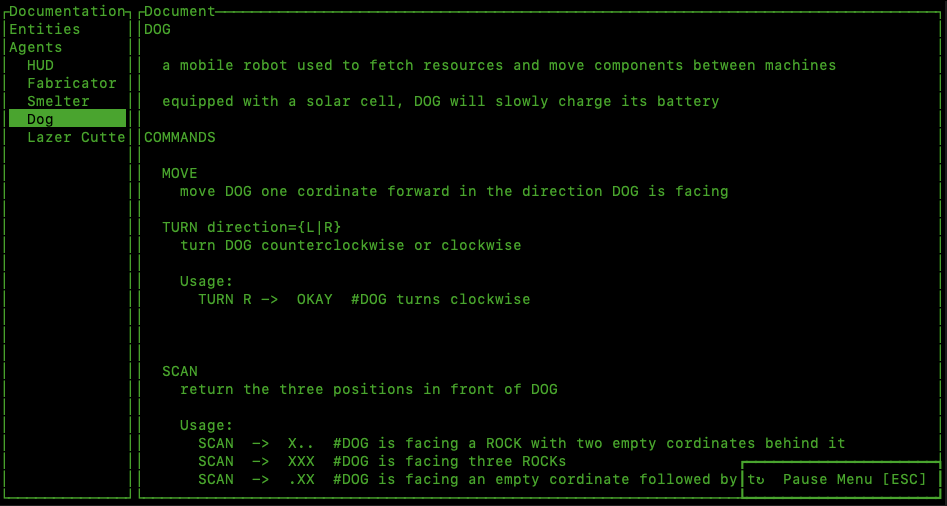 Documentation
Entities
Agents
HUD
Fabricator
Smelter
Dog
Lazer Cutte
Document
DOG
a mobile robot used to fetch resources and move components between machines
equipped with a solar cell, DOG will slowly charge its battery
COMMANDS
MOVE
move DOG one cordinate forward in the direction DOG is facing
TURN direction={L|R}
turn DOG counterclockwise or clockwise
Usage:
TURN R -> OKAY #DOG turns clockwise
SCAN
return the three positions in front of DOG
Usage:
SCAN -> X.. #DOG is facing a ROCK with two empty cordinates behind it
SCAN -> XXX #DOG is facing three ROCKs
SCAN -> .XX #DOG is facing an empty cordinate followed by t
↻ Pause Menu [ESC]